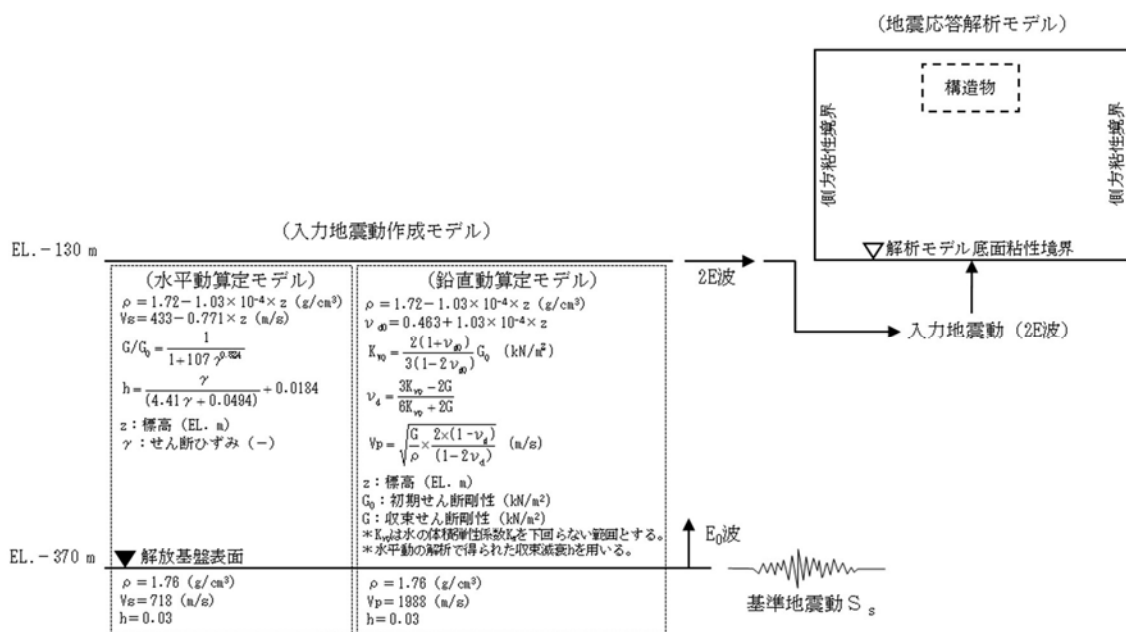 (地震応答解析モデル)
構造物
側方粘性境界
側方粘性境界
▽解析モデル底面粘性境界
(入力地震動作成モデル)
EL.-130 m
2E波
入力地震動 (2E波)
(水平動算定モデル)
ρ=1.72-1.03×10⁻⁴×z (g/cm³)
Vs=433-0.771×z (m/s)
G/G₀=1/(1+107γ^0.824)
h=γ/(4.41γ+0.0494)+0.0184
z:標高 (EL. m)
γ:せん断ひずみ (-)
(鉛直動算定モデル)
ρ=1.72-1.03×10⁻⁴×z (g/cm³)
ν_d0=0.463+1.03×10⁻⁴×z
K_v0=2(1+ν_d0)/3(1-2ν_d0) G₀ (kN/m²)
ν_d=(3K_v0-2G)/(6K_v0+2G)
Vp=√(G/ρ×2×(1-ν_d)/(1-2ν_d)) (m/s)
z:標高 (EL. m)
G₀:初期せん断剛性 (kN/m²)
G:収束せん断剛性 (kN/m²)
*K_v0は水の体積弾性係数K_fを下回らない範囲とする。
*水平動の解析で得られた収束減衰hを用いる。
E₀波
EL.-370 m
▼解放基盤表面
ρ=1.76 (g/cm³)
Vs=718 (m/s)
h=0.03
ρ=1.76 (g/cm³)
Vp=1988 (m/s)
h=0.03
基準地震動Sₛ